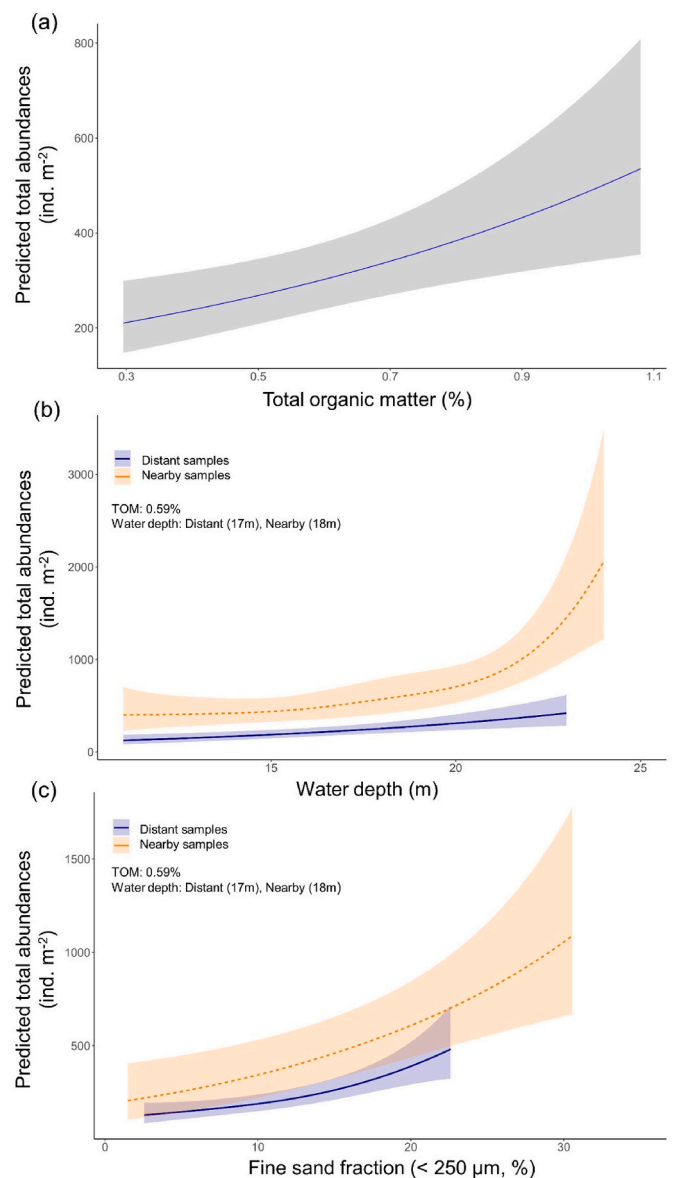 (a)
Predicted total abundances
(ind. m-2)
800
600
400
200
0.3 0.5 0.7 0.9 1.1
Total organic matter (%)
(b)
Predicted total abundances
(ind. m-2)
3000
2000
1000
0
Distant samples
Nearby samples
TOM: 0.59%
Water depth: Distant (17m), Nearby (18m)
15 20 25
Water depth (m)
(c)
Predicted total abundances
(ind. m-2)
1500
1000
500
Distant samples
Nearby samples
TOM: 0.59%
Water depth: Distant (17m), Nearby (18m)
0 10 20 30
Fine sand fraction (< 250 µm, %)